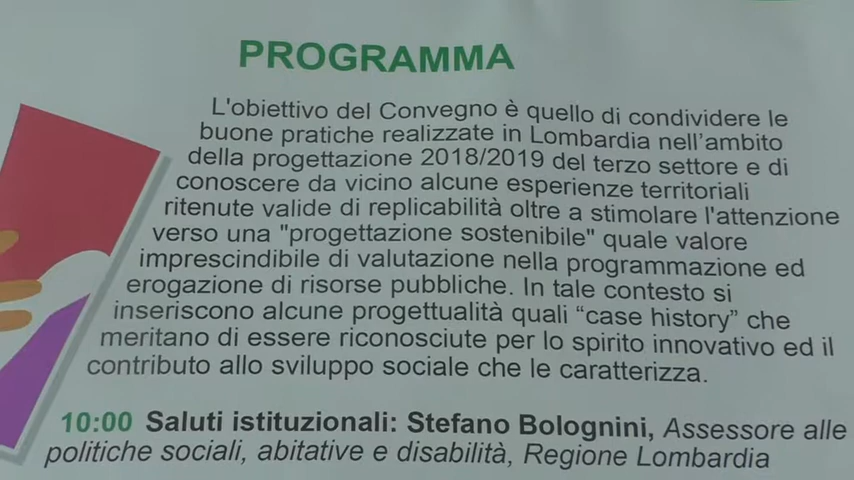 PROGRAMMA
L'obiettivo del Convegno è quello di condividere le
buone pratiche realizzate in Lombardia nell'ambito
della progettazione 2018/2019 del terzo settore e di
conoscere da vicino alcune esperienze territoriali
ritenute valide di replicabilità oltre a stimolare l'attenzione
verso una "progettazione sostenibile" quale valore
imprescindibile di valutazione nella programmazione ed
erogazione di risorse pubbliche. In tale contesto si
inseriscono alcune progettualità quali “case history” che
meritano di essere riconosciute per lo spirito innovativo ed il
contributo allo sviluppo sociale che le caratterizza.
10:00 Saluti istituzionali: Stefano Bolognini, Assessore alle
politiche sociali, abitative e disabilità, Regione Lombardia